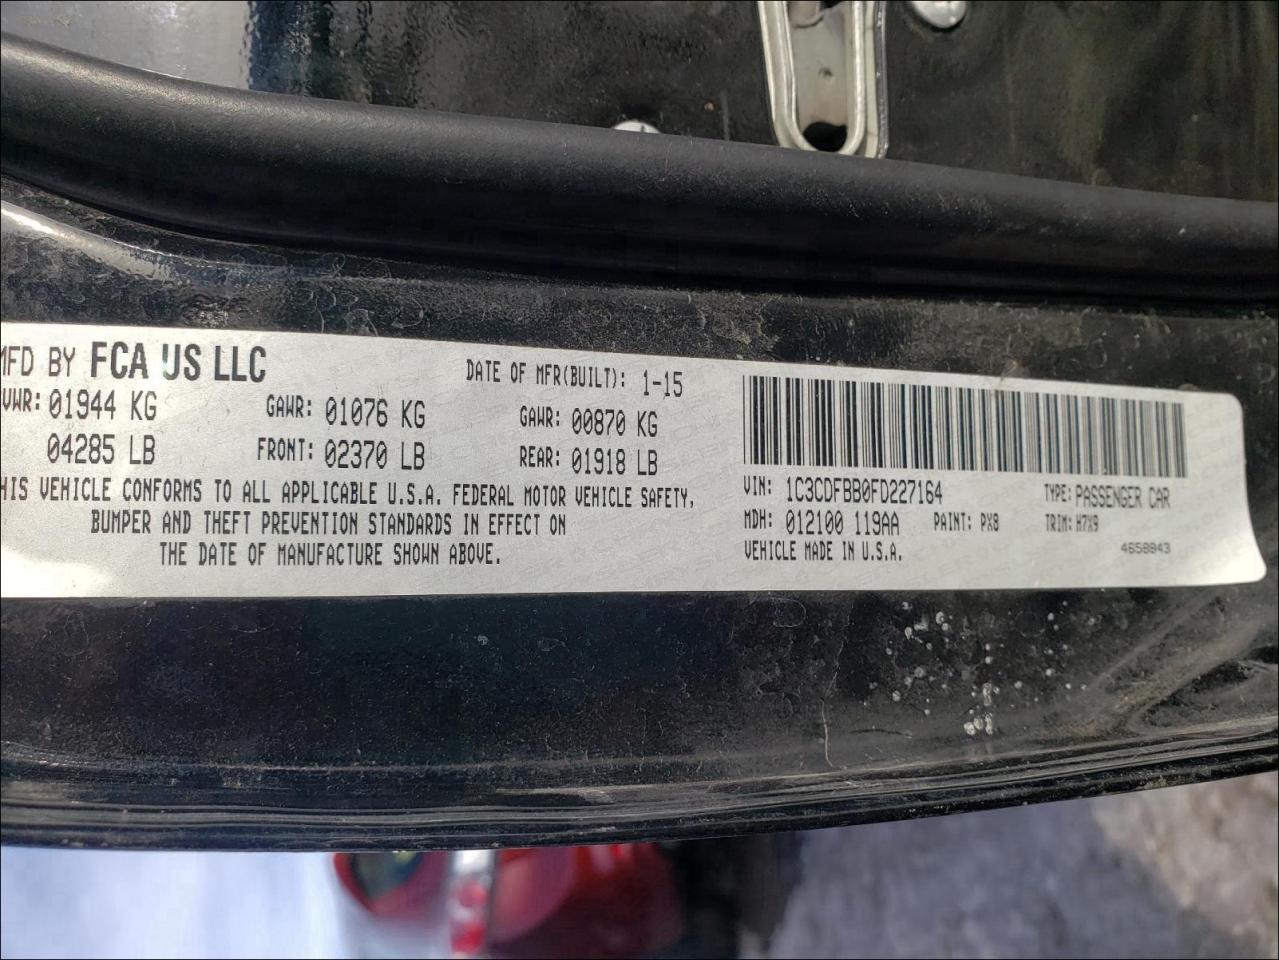 MFD BY FCA US LLC DATE OF MFR(BUILT): 1-15
VWR: 01944 KG GAWR: 01076 KG GAWR: 00870 KG
04285 LB FRONT: 02370 LB REAR: 01918 LB
HIS VEHICLE CONFORMS TO ALL APPLICABLE U.S.A. FEDERAL MOTOR VEHICLE SAFETY,
BUMPER AND THEFT PREVENTION STANDARDS IN EFFECT ON
THE DATE OF MANUFACTURE SHOWN ABOVE.
VIN: 1C3CDFBB0FD227164 TYPE: PASSENGER CAR
MDH: 012100 119AA PAINT: PX8 TRIM: H7X9
VEHICLE MADE IN U.S.A. 4658843